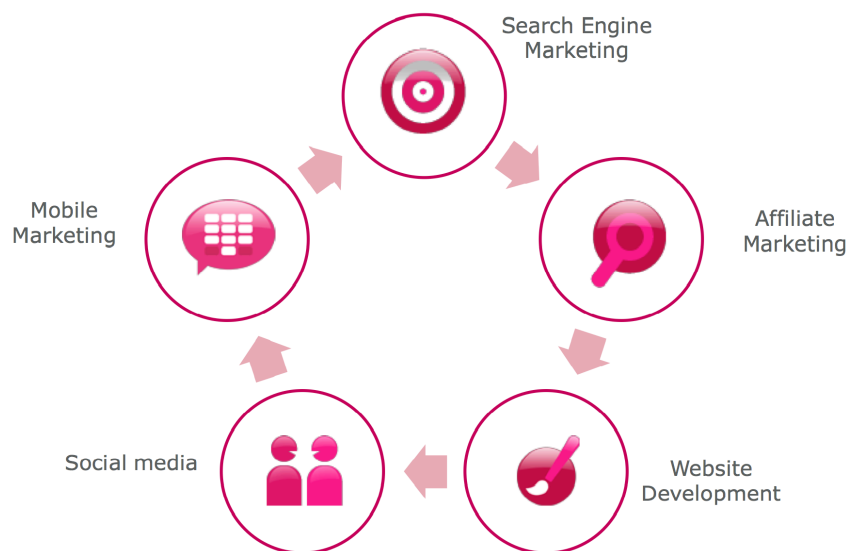 Search Engine
Marketing
Affiliate
Marketing
Website
Development
Social media
Mobile
Marketing